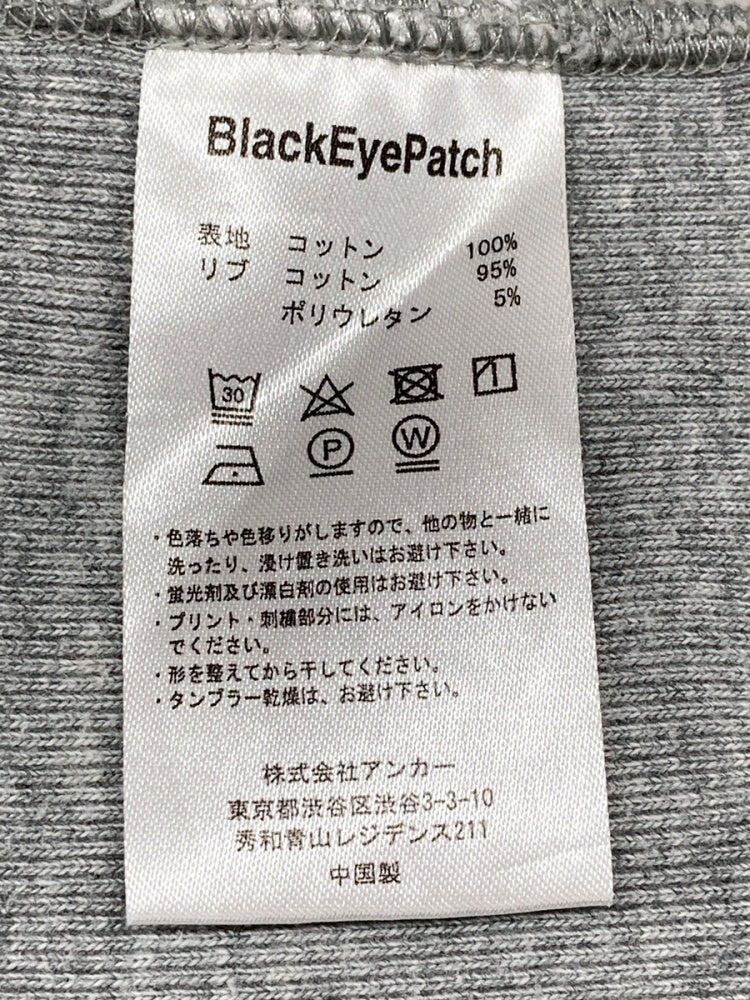 BlackEyePatch
表地 コットン 100%
リブ コットン 95%
ポリウレタン 5%
30
1
P
W
・色落ちや色移りがしますので、他の物と一緒に
洗ったり、浸け置き洗いはお避け下さい。
・蛍光剤及び漂白剤の使用はお避け下さい。
・プリント・刺繍部分には、アイロンをかけない
でください。
・形を整えてから干してください。
・タンブラー乾燥は、お避け下さい。
株式会社アンカー
東京都渋谷区渋谷3-3-10
秀和青山レジデンス211
中国製